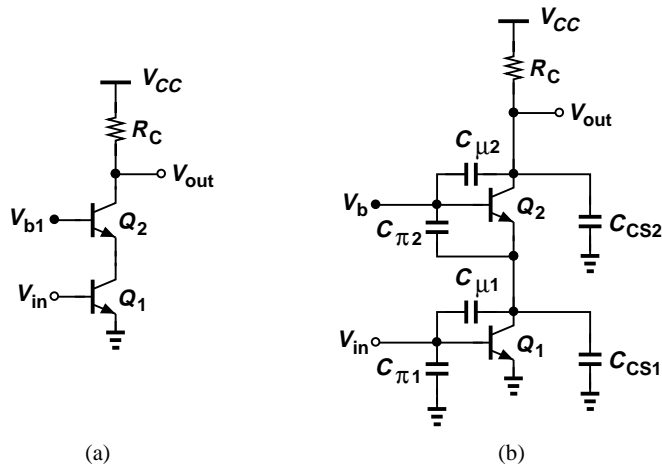 V_CC
R_C
V_out
V_b1
Q_2
V_in
Q_1
(a)
V_CC
R_C
V_out
C_μ2
V_b
Q_2
C_π2
C_CS2
C_μ1
V_in
Q_1
C_π1
C_CS1
(b)